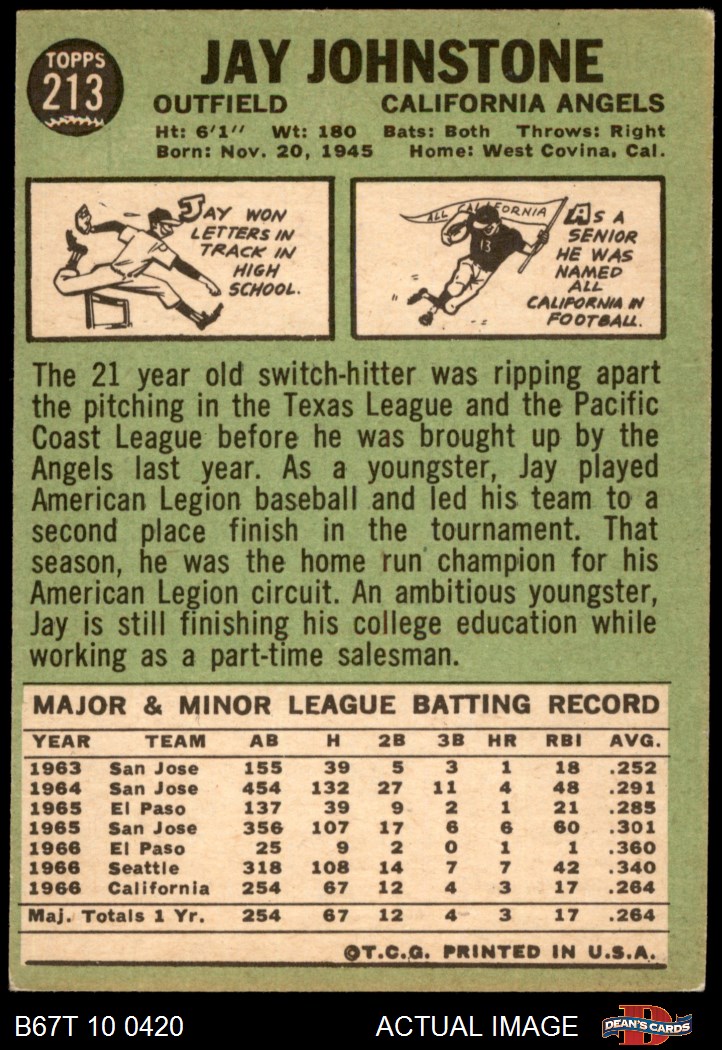 TOPPS
213
JAY JOHNSTONE
OUTFIELD CALIFORNIA ANGELS
Ht: 6'1" Wt: 180 Bats: Both Throws: Right
Born: Nov. 20, 1945 Home: West Covina, Cal.
JAY WON
LETTERS IN
TRACK IN
HIGH
SCHOOL.
ALL CALIFORNIA
13
AS A
SENIOR
HE WAS
NAMED
ALL
CALIFORNIA IN
FOOTBALL.
The 21 year old switch-hitter was ripping apart
the pitching in the Texas League and the Pacific
Coast League before he was brought up by the
Angels last year. As a youngster, Jay played
American Legion baseball and led his team to a
second place finish in the tournament. That
season, he was the home run champion for his
American Legion circuit. An ambitious youngster,
Jay is still finishing his college education while
working as a part-time salesman.
MAJOR & MINOR LEAGUE BATTING RECORD
YEAR TEAM AB H 2B 3B HR RBI AVG.
1963 San Jose 155 39 5 3 1 18 .252
1964 San Jose 454 132 27 11 4 48 .291
1965 El Paso 137 39 9 2 1 21 .285
1965 San Jose 356 107 17 6 6 60 .301
1966 El Paso 25 9 2 0 1 1 .360
1966 Seattle 318 108 14 7 7 42 .340
1966 California 254 67 12 4 3 17 .264
Maj. Totals 1 Yr. 254 67 12 4 3 17 .264
©T.C.G. PRINTED IN U.S.A.
B67T 10 0420 ACTUAL IMAGE D DEAN'S CARDS